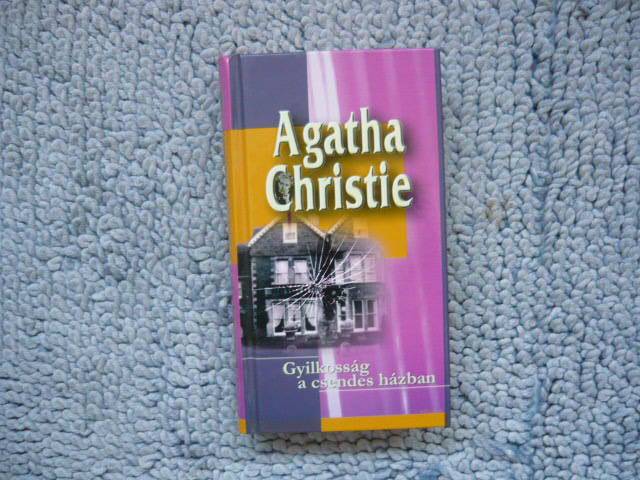 Agatha
Christie
Gyilkosság
a csendes házban